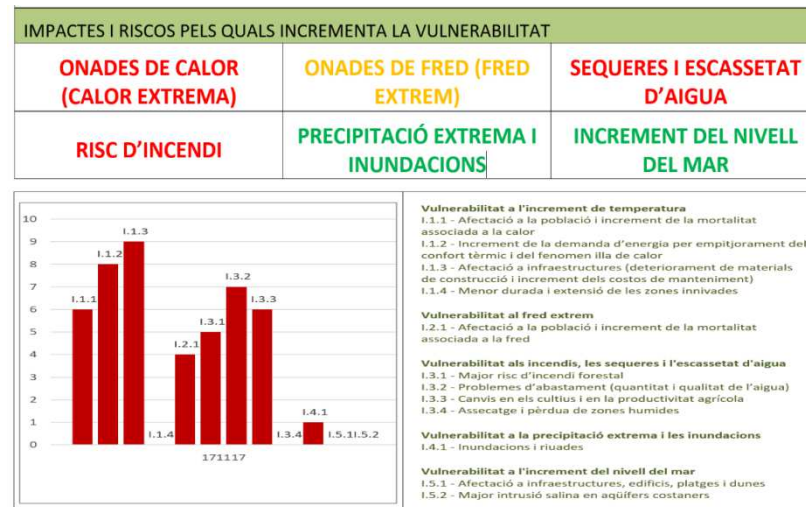 IMPACTES I RISCOS PELS QUALS INCREMENTA LA VULNERABILITAT
ONADES DE CALOR
(CALOR EXTREMA)
ONADES DE FRED (FRED
EXTREM)
SEQUERES I ESCASSETAT
D'AIGUA
RISC D'INCENDI
PRECIPITACIÓ EXTREMA I
INUNDACIONS
INCREMENT DEL NIVELL
DEL MAR
10
9
8
7
6
5
4
3
2
1
0
I.1.1
I.1.2
I.1.3
I.1.4
I.2.1
I.3.1
I.3.2
I.3.3
I.3.4
I.4.1
I.5.1
I.5.2
171117
Vulnerabilitat a l'increment de temperatura
I.1.1 - Afectació a la població i increment de la mortalitat
associada a la calor
I.1.2 - Increment de la demanda d'energia per empitjorament del
confort tèrmic i del fenomen illa de calor
I.1.3 - Afectació a infraestructures (deteriorament de materials
de construcció i increment dels costos de manteniment)
I.1.4 - Menor durada i extensió de les zones innivades
Vulnerabilitat al fred extrem
I.2.1 - Afectació a la població i increment de la mortalitat
associada a la fred
Vulnerabilitat als incendis, les sequeres i l'escassetat d'aigua
I.3.1 - Major risc d'incendi forestal
I.3.2 - Problemes d'abastament (quantitat i qualitat de l'aigua)
I.3.3 - Canvis en els cultius i en la productivitat agrícola
I.3.4 - Assecatge i pèrdua de zones humides
Vulnerabilitat a la precipitació extrema i les inundacions
I.4.1 - Inundacions i riuades
Vulnerabilitat a l'increment del nivell del mar
I.5.1 - Afectació a infraestructures, edificis, platges i dunes
I.5.2 - Major intrusió salina en aqüífers costaners